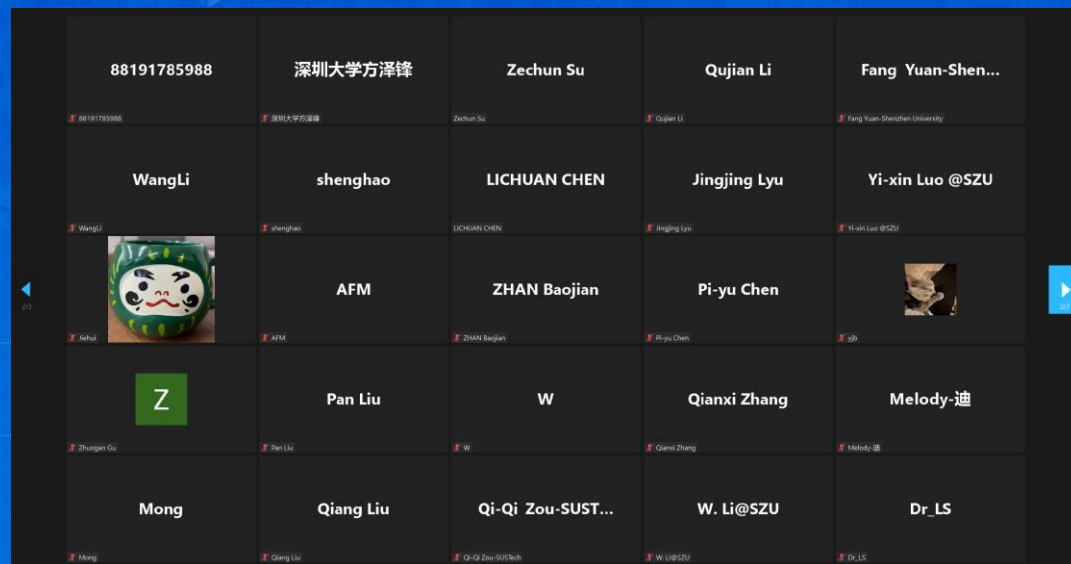 88191785988
深圳大学方泽锋
Zechun Su
Qujian Li
Fang Yuan-Shen...
88191785988
深圳大学方泽锋
Zechun Su
Qujian Li
Fang Yuan-Shenzhen University
WangLi
shenghao
LICHUAN CHEN
Jingjing Lyu
Yi-xin Luo @SZU
WangLi
shenghao
LICHUAN CHEN
Jingjing Lyu
Yi-xin Luo @SZU
AFM
ZHAN Baojian
Pi-yu Chen
2/3
2/3
Jiehui
AFM
ZHAN Baojian
Pi-yu Chen
yjb
Z
Pan Liu
W
Qianxi Zhang
Melody-迪
Zhuogan Gu
Pan Liu
W
Qianxi Zhang
Melody-迪
Mong
Qiang Liu
Qi-Qi Zou-SUST...
W. Li@SZU
Dr_LS
Mong
Qiang Liu
Qi-Qi Zou-SUSTech
W. Li@SZU
Dr_LS